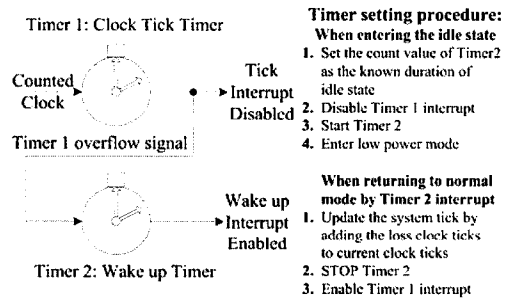 Timer 1: Clock Tick Timer
Counted
Clock
Tick
Interrupt
Disabled
Timer 1 overflow signal
Wake up
Interrupt
Enabled
Timer 2: Wake up Timer
Timer setting procedure:
When entering the idle state
1. Set the count value of Timer2
as the known duration of
idle state
2. Disable Timer 1 interrupt
3. Start Timer 2
4. Enter low power mode
When returning to normal
mode by Timer 2 interrupt
1. Update the system tick by
adding the loss clock ticks
to current clock ticks
2. STOP Timer 2
3. Enable Timer 1 interrupt